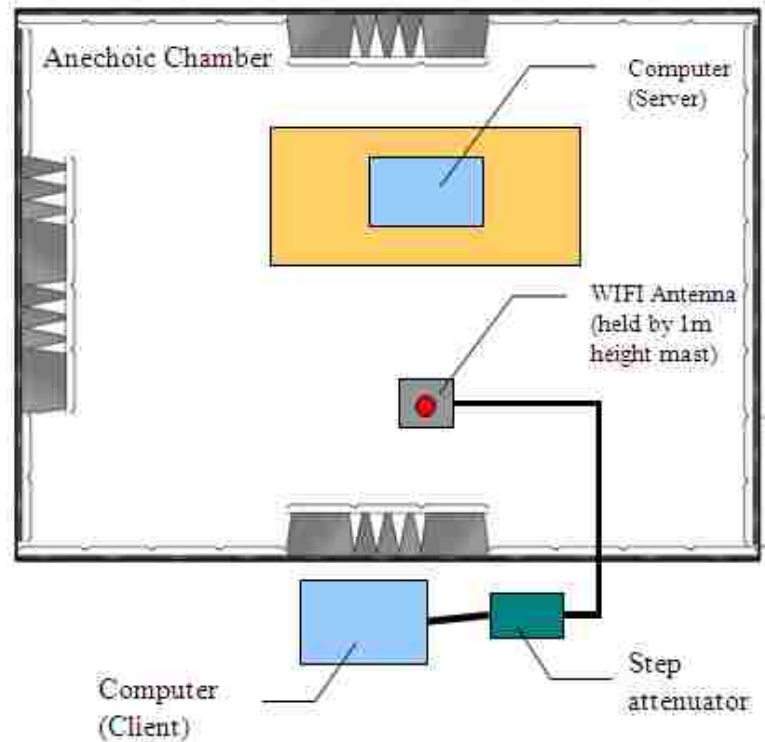 Anechoic Chamber
Computer
(Server)
WIFI Antenna
(held by 1m
height mast)
Step
attenuator
Computer
(Client)